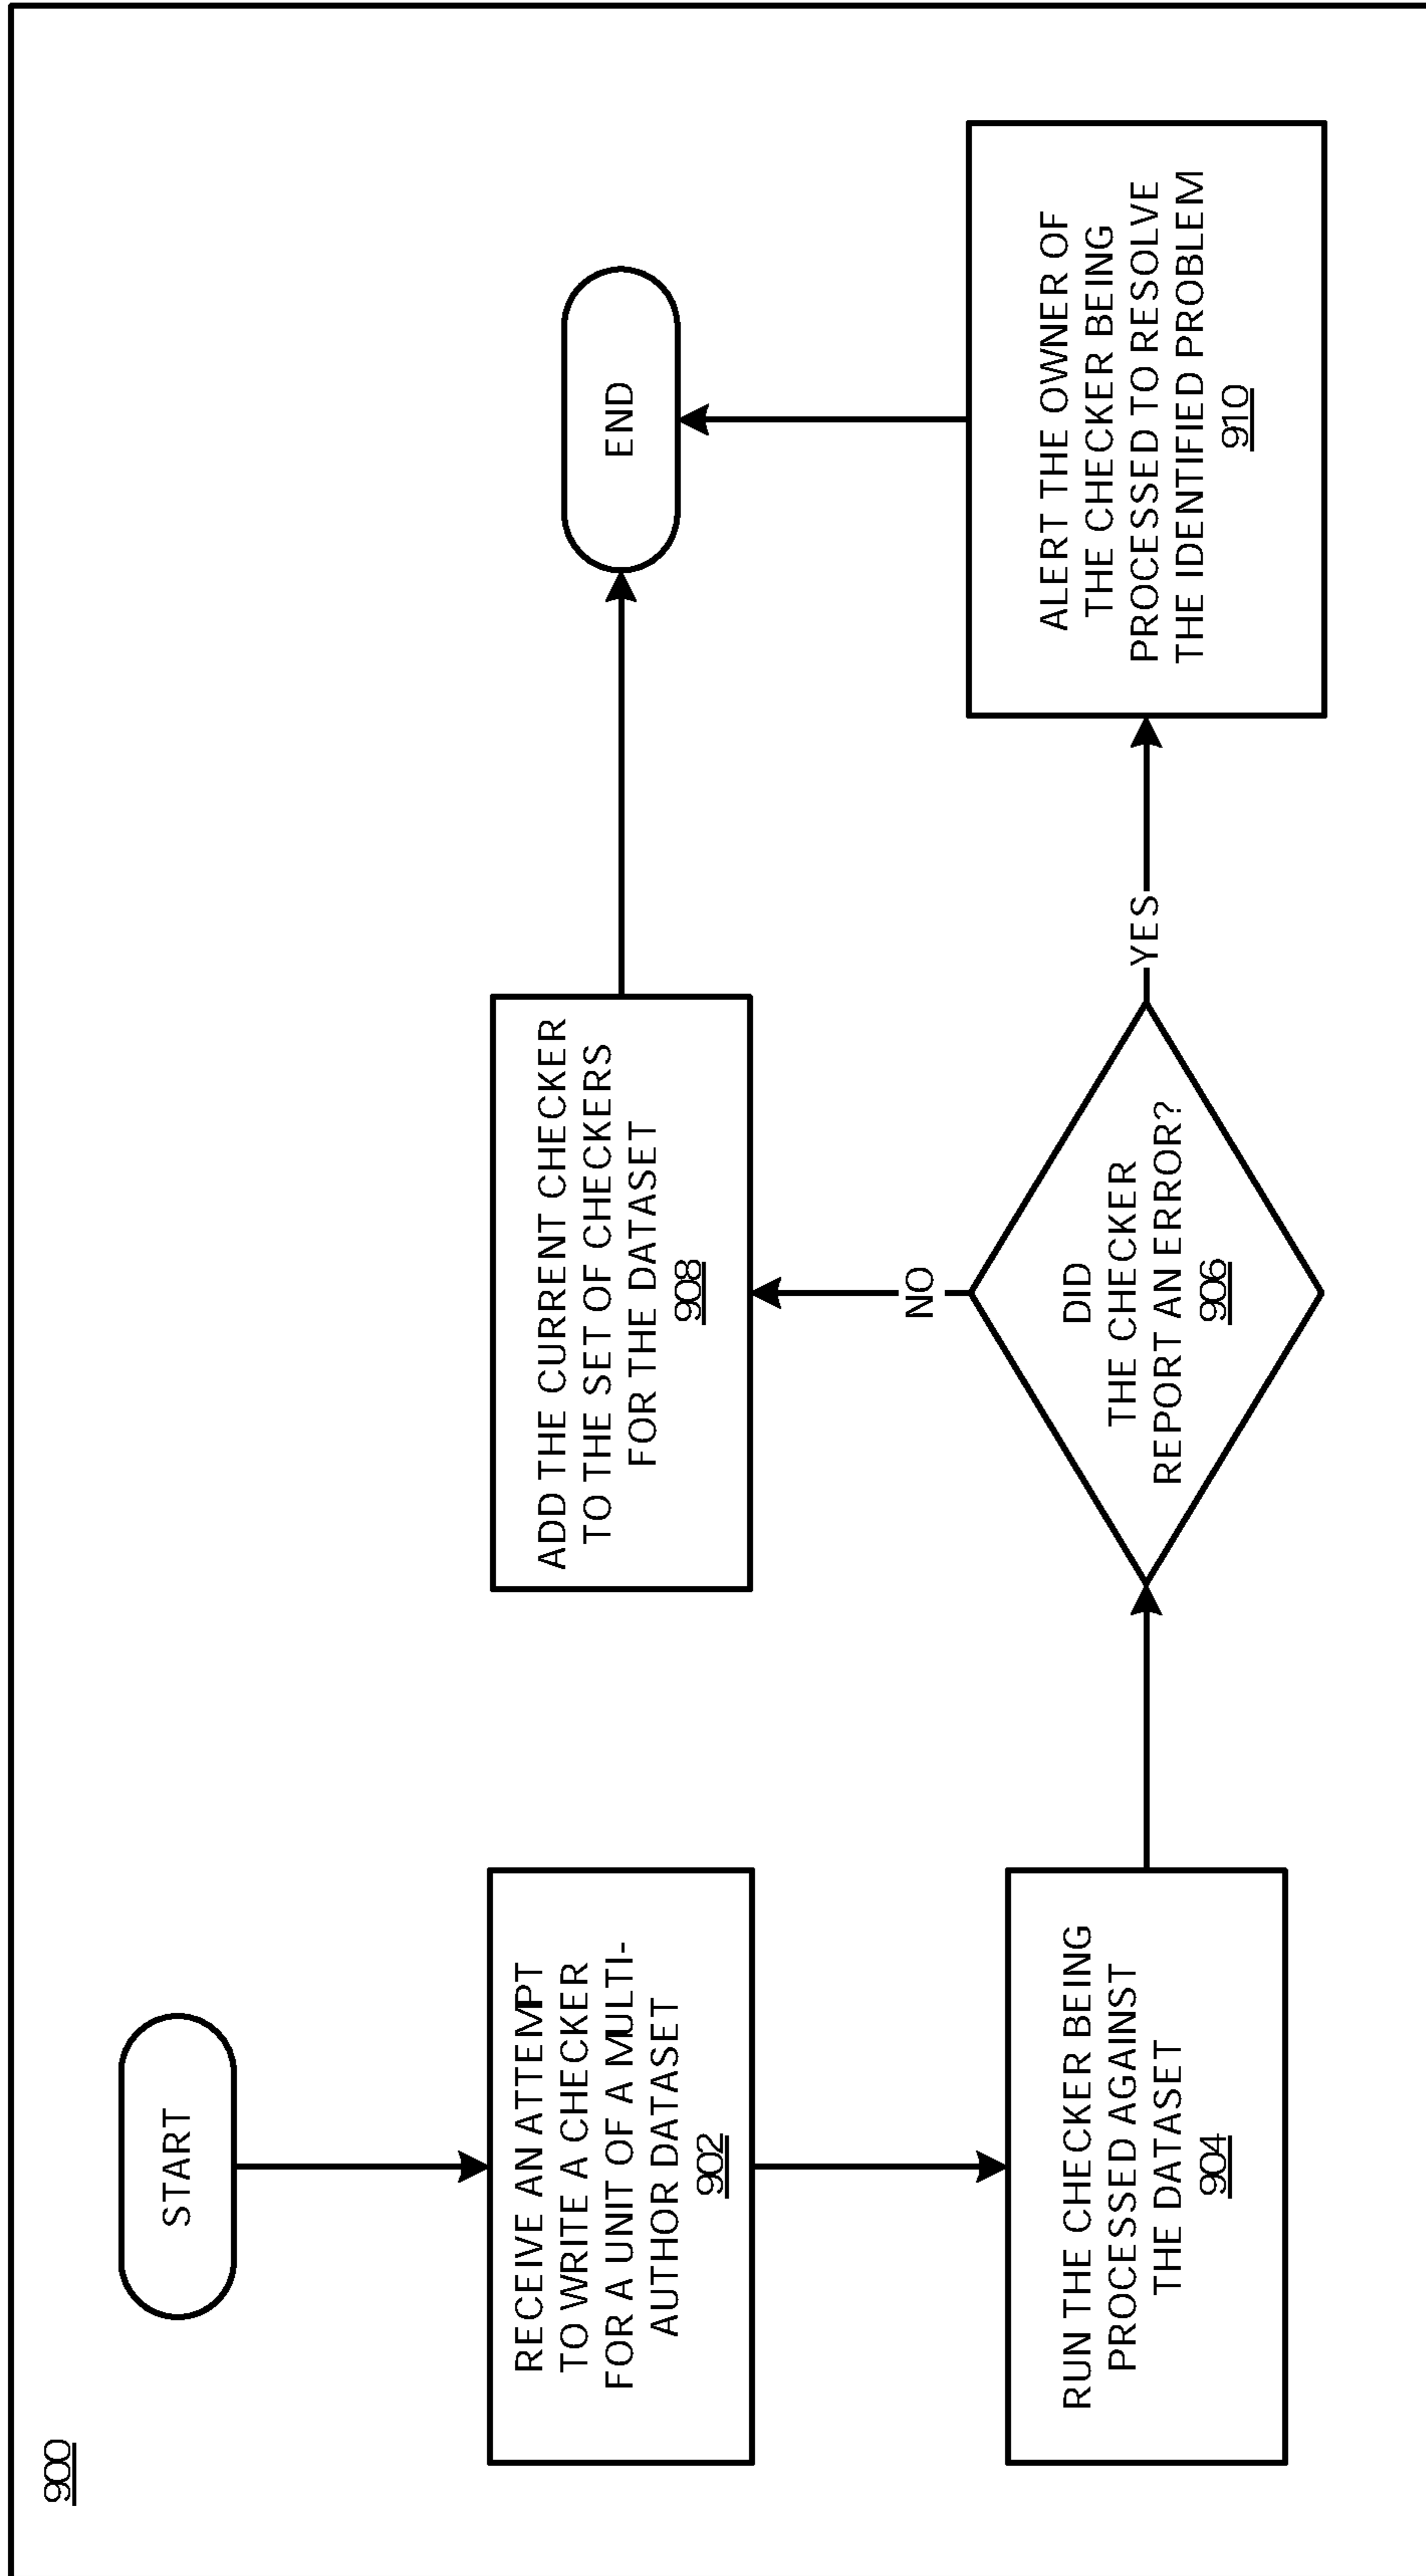 900
START
RECEIVE AN ATTEMPT
TO WRITE A CHECKER
FOR A UNIT OF A MULTI-
AUTHOR DATASET
902
RUN THE CHECKER BEING
PROCESSED AGAINST
THE DATASET
904
DID
THE CHECKER
REPORT AN ERROR?
906
NO
ADD THE CURRENT CHECKER
TO THE SET OF CHECKERS
FOR THE DATASET
908
YES
ALERT THE OWNER OF
THE CHECKER BEING
PROCESSED TO RESOLVE
THE IDENTIFIED PROBLEM
910
END